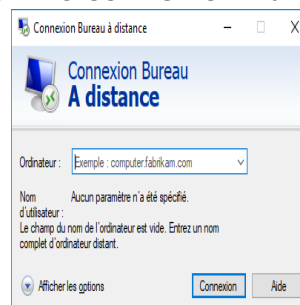 Connexion Bureau à distance
Connexion Bureau
A distance
Ordinateur :
Exemple : computer.fabrikam.com
Nom
d'utilisateur :
Aucun paramètre n'a été spécifié.
Le champ du nom de l'ordinateur est vide. Entrez un nom
complet d'ordinateur distant.
Afficher les options
Connexion
Aide